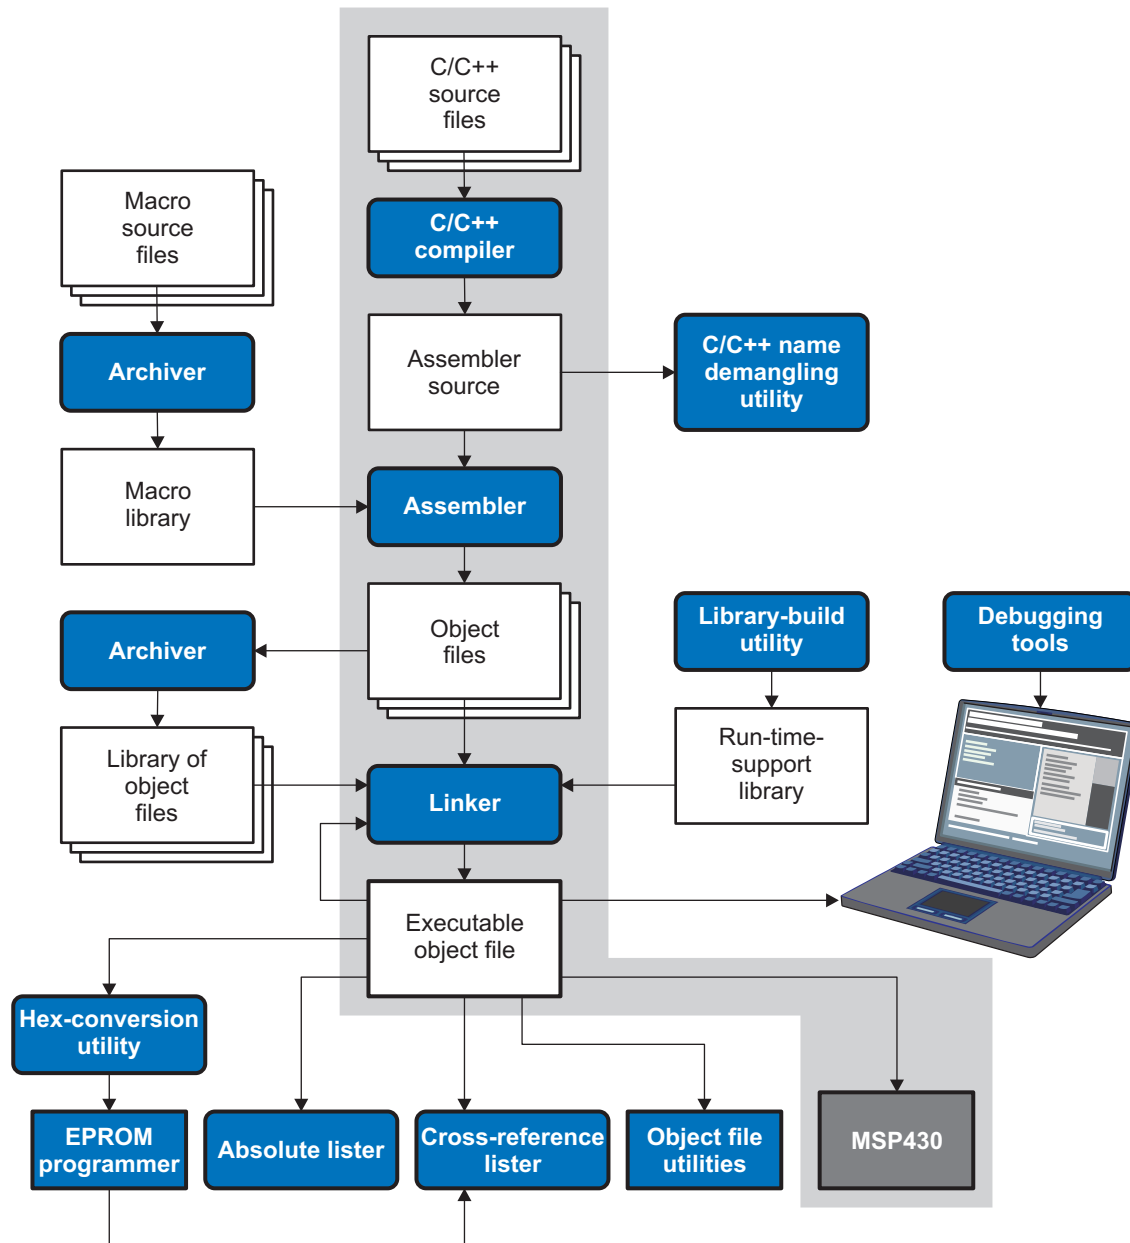 C/C++
source
files
Macro
source
files
C/C++
compiler
Archiver
Assembler
source
C/C++ name
demangling
utility
Macro
library
Assembler
Archiver
Object
files
Library-build
utility
Debugging
tools
Library of
object
files
Linker
Run-time-
support
library
Executable
object file
Hex-conversion
utility
EPROM
programmer
Absolute lister
Cross-reference
lister
Object file
utilities
MSP430